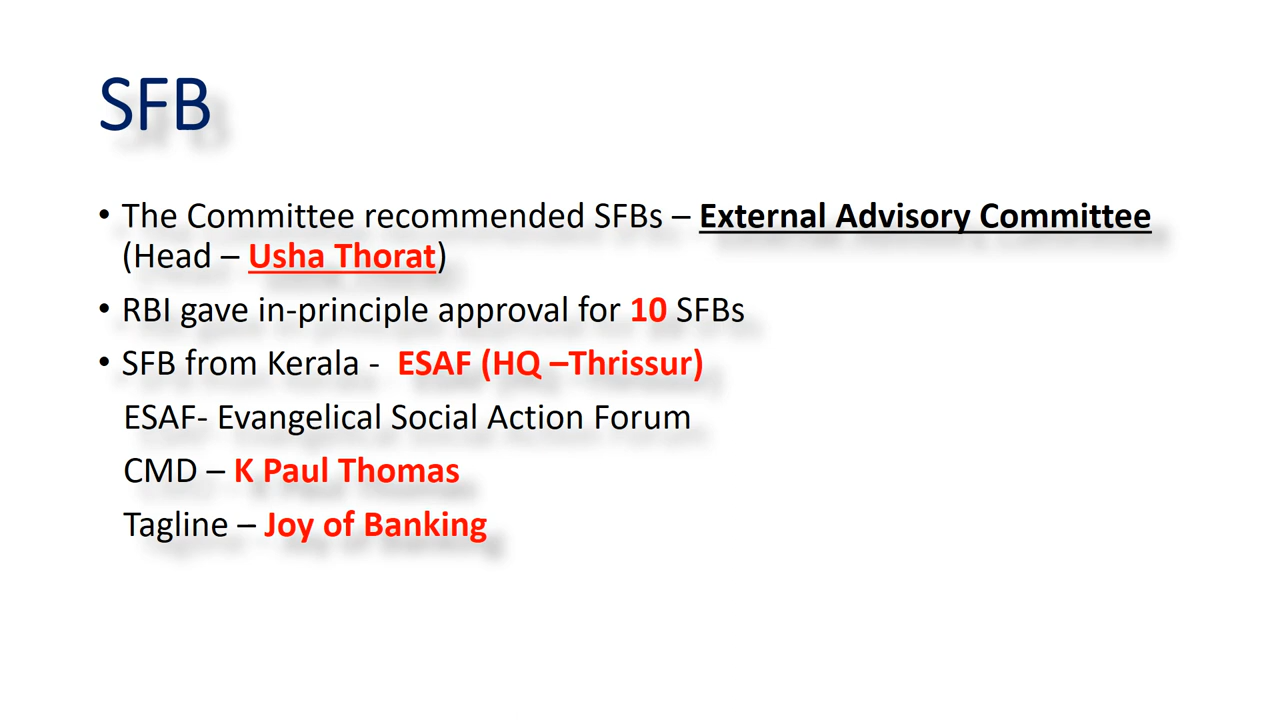 SFB
• The Committee recommended SFBs – External Advisory Committee
(Head – Usha Thorat)
• RBI gave in-principle approval for 10 SFBs
• SFB from Kerala - ESAF (HQ –Thrissur)
ESAF- Evangelical Social Action Forum
CMD – K Paul Thomas
Tagline – Joy of Banking